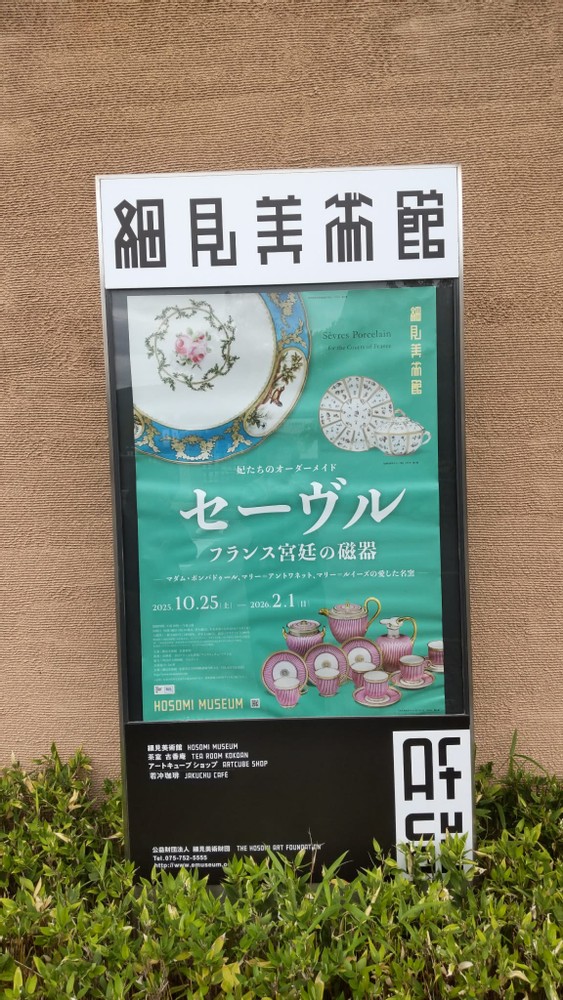 細見美術館
Sèvres Porcelain
for the Courts of France
細見美術館
妃たちのオーダーメイド
セーヴル
フランス宮廷の磁器
マダム・ポンパドゥール、マリー=アントワネット、マリー=ルイーズの愛した名窯
2025.10.25[土] — 2026.2.1[日]
HOSOMI MUSEUM
細見美術館 HOSOMI MUSEUM
茶室 古香庵 TEA ROOM KOKOAN
アートキューブ ショップ ARTCUBE SHOP
若冲珈琲 JAKUCHU CAFÉ
公益財団法人 細見美術財団 THE HOSOMI ART FOUNDATION
Tel.075-752-5555
http://www.emuseum.o